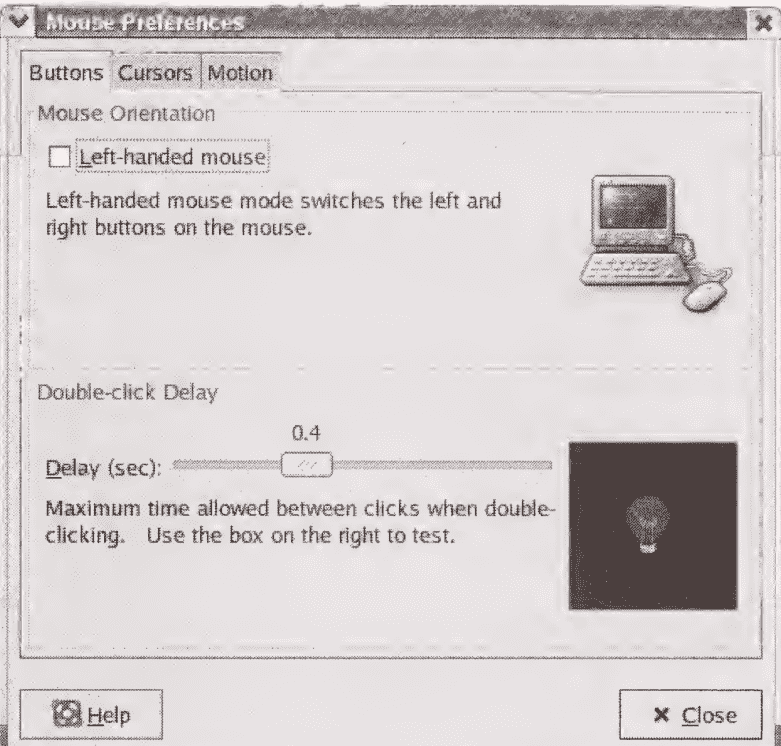 Mouse Preferences
Buttons Cursors Motion
Mouse Orientation
Left-handed mouse
Left-handed mouse mode switches the left and
right buttons on the mouse.
Double-click Delay
0.4
Delay (sec):
Maximum time allowed between clicks when double-
clicking. Use the box on the right to test.
Help
Close